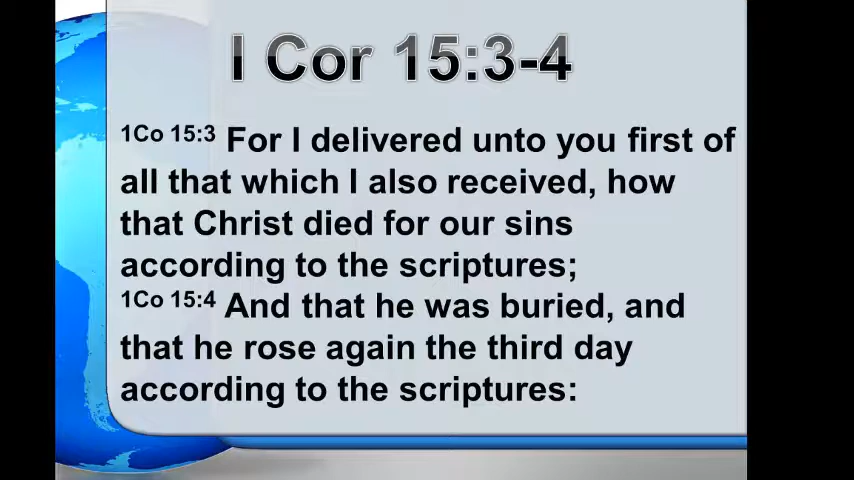 I Cor 15:3-4
1Co 15:3 For I delivered unto you first of
all that which I also received, how
that Christ died for our sins
according to the scriptures;
1Co 15:4 And that he was buried, and
that he rose again the third day
according to the scriptures: